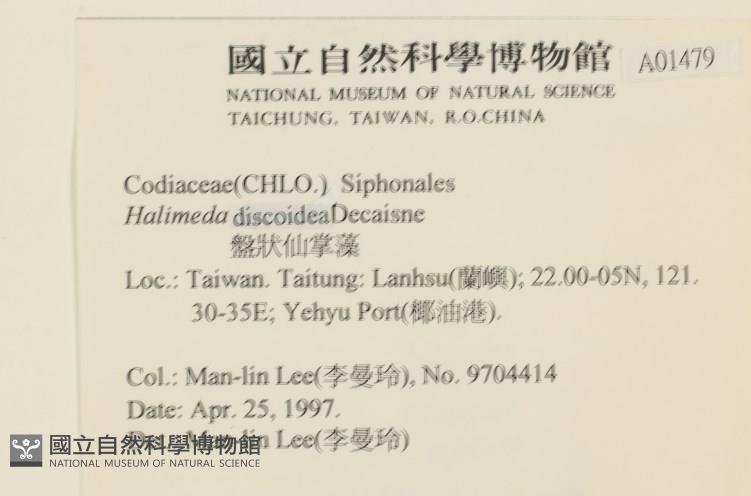 國立自然科學博物館 A01479
NATIONAL MUSEUM OF NATURAL SCIENCE
TAICHUNG, TAIWAN, R.O.CHINA
Codiaceae(CHLO.) Siphonales
Halimeda discoidea Decaisne
盤狀仙掌藻
Loc.: Taiwan. Taitung: Lanhsu(蘭嶼); 22.00-05N, 121.
30-35E; Yehyu Port(椰油港).
Col.: Man-lin Lee(李曼玲), No. 9704414
Date: Apr. 25, 1997.
Lee(李曼玲)
國立自然科學博物館
NATIONAL MUSEUM OF NATURAL SCIENCE